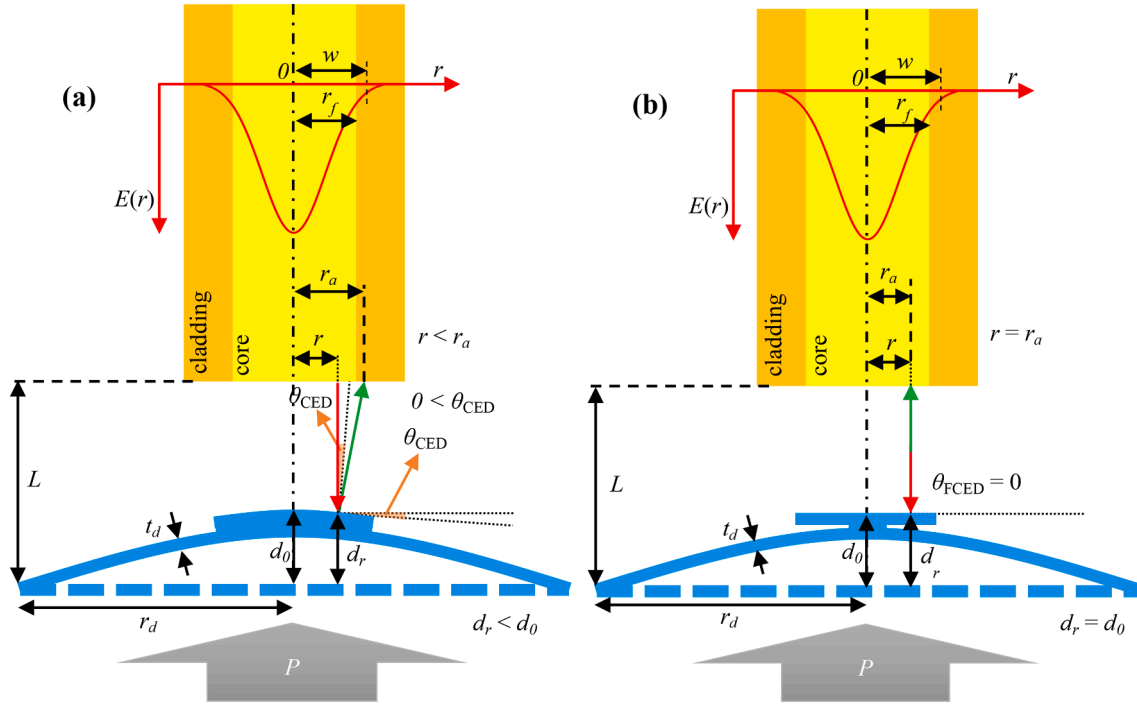 (a)
0
w
r
r_f
E(r)
r_a
r < r_a
r
cladding
core
θ_CED
0 < θ_CED
θ_CED
L
t_d
d_0
d_r
r_d
d_r < d_0
P
(b)
0
w
r
r_f
E(r)
r_a
r = r_a
r
cladding
core
L
θ_FCED = 0
t_d
d_0
d_r
r_d
d_r = d_0
P